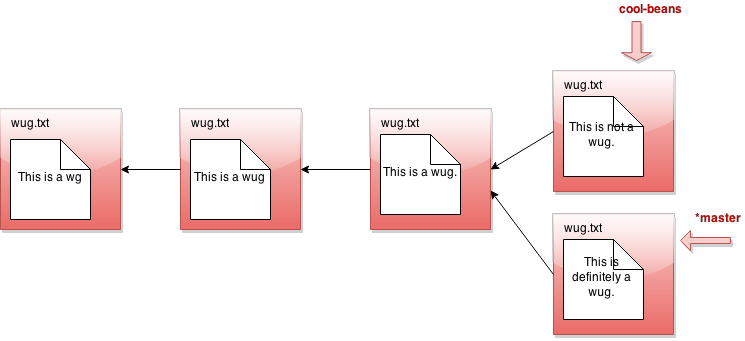 cool-beans
wug.txt
This is not a
wug.
wug.txt
This is a wg
wug.txt
This is a wug
wug.txt
This is a wug.
*master
wug.txt
This is
definitely a
wug.